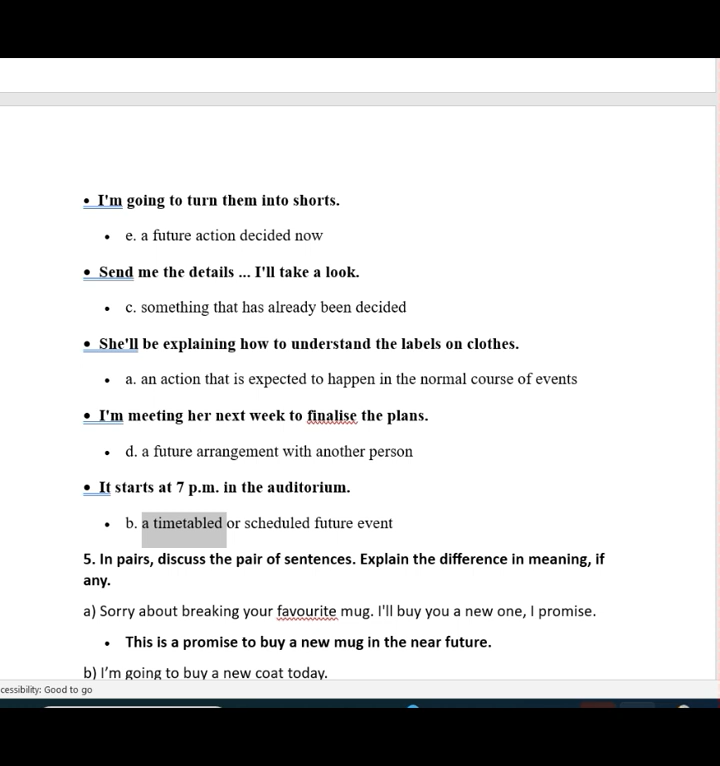 • I'm going to turn them into shorts.
• e. a future action decided now
• Send me the details ... I'll take a look.
• c. something that has already been decided
• She'll be explaining how to understand the labels on clothes.
• a. an action that is expected to happen in the normal course of events
• I'm meeting her next week to finalise the plans.
• d. a future arrangement with another person
• It starts at 7 p.m. in the auditorium.
• b. a timetabled or scheduled future event
5. In pairs, discuss the pair of sentences. Explain the difference in meaning, if
any.
a) Sorry about breaking your favourite mug. I'll buy you a new one, I promise.
• This is a promise to buy a new mug in the near future.
b) I’m going to buy a new coat today.
cessibility: Good to go